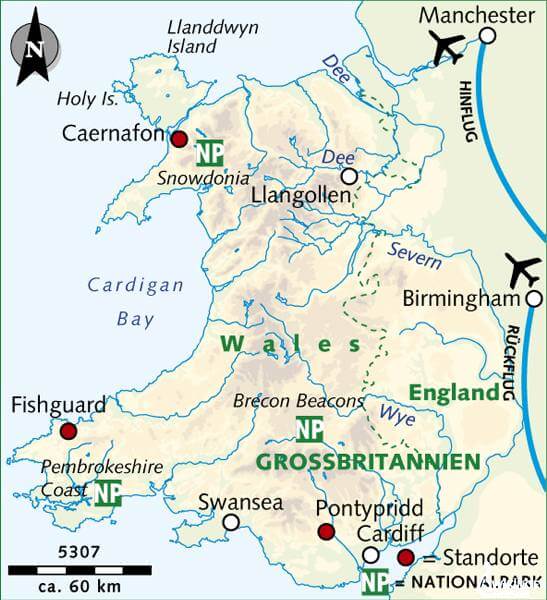 Manchester
Llanddwyn
Island
N
Dee
HINFLUG
Holy Is.
Caernafon
NP
Dee
Snowdonia
Llangollen
Severn
Cardigan
Bay
Birmingham
Wales
RÜCKFLUG
England
Fishguard
Brecon Beacons
Wye
NP
GROSSBRITANNIEN
Pembrokeshire
Coast NP
Swansea
Pontypridd
Cardiff
= Standorte
5307
ca. 60 km
NP = NATIONALPARK